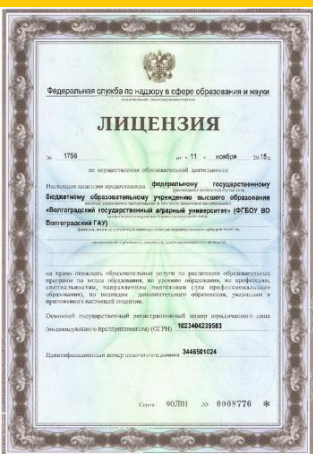 Федеральная служба по надзору в сфере образования и науки
ЛИЦЕНЗИЯ
№ 1756 от « 11 » ноября 2015 г.
на осуществление образовательной деятельности
Настоящая лицензия предоставлена федеральному государственному
бюджетному образовательному учреждению высшего образования
«Волгоградский государственный аграрный университет» (ФГБОУ ВО
Волгоградский ГАУ)
на право оказывать образовательные услуги по реализации образовательных
программ по видам образования, по уровням образования, по профессиям,
специальностям, направлениям подготовки (для профессионального
образования), по подвидам дополнительного образования, указанным в
приложении к настоящей лицензии.
Основной государственный регистрационный номер юридического лица
(индивидуального предпринимателя) (ОГРН) 1023404239583
Идентификационный номер налогоплательщика 3446501024
Серия 90Л01 № 0008776 *